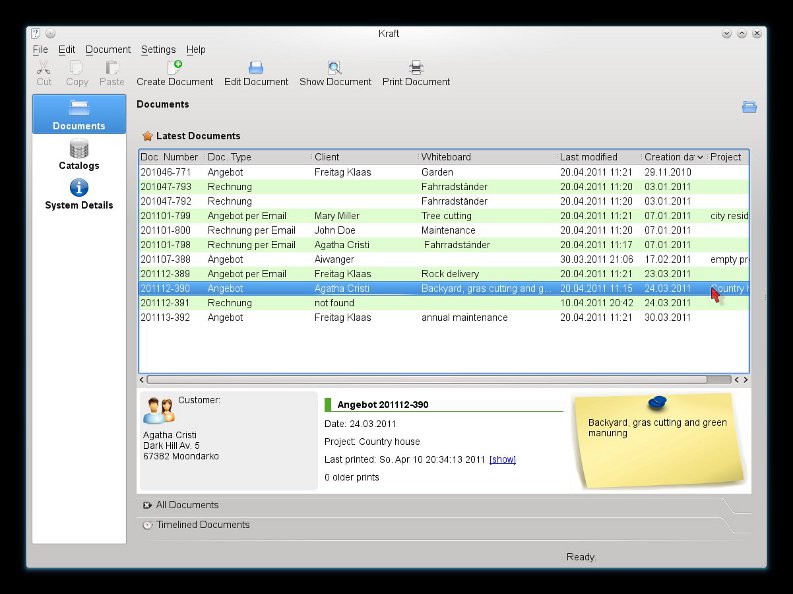 Kraft
File Edit Document Settings Help
Cut Copy Paste Create Document Edit Document Show Document Print Document
Documents
Catalogs
System Details
Documents
Latest Documents
Doc. Number Doc. Type Client Whiteboard Last modified Creation da Project
201046-771 Angebot Freitag Klaas Garden 20.04.2011 11:21 29.11.2010
201047-793 Rechnung Fahrradständer 20.04.2011 11:20 03.01.2011
201047-792 Rechnung Fahrradständer 20.04.2011 11:20 03.01.2011
201101-799 Angebot per Email Mary Miller Tree cutting 20.04.2011 11:21 07.01.2011 city resid
201101-800 Rechnung per Email John Doe Maintenance 20.04.2011 11:20 07.01.2011
201101-798 Rechnung per Email Agatha Cristi Fahrradständer 20.04.2011 11:17 07.01.2011
201107-388 Angebot Aiwanger 30.03.2011 21:06 17.02.2011 empty pr
201112-389 Angebot per Email Freitag Klaas Rock delivery 20.04.2011 11:21 23.03.2011
201112-390 Angebot Agatha Cristi Backyard, gras cutting and g... 20.04.2011 11:15 24.03.2011 Country h
201112-391 Rechnung not found 10.04.2011 20:42 24.03.2011
201113-392 Angebot Freitag Klaas annual maintenance 20.04.2011 11:21 30.03.2011
Customer:
Agatha Cristi
Dark Hill Av. 5
67382 Moondarko
Angebot 201112-390
Date: 24.03.2011
Project: Country house
Last printed: So. Apr 10 20:34:13 2011 [show]
0 older prints
Backyard, gras cutting and green
manuring
All Documents
Timelined Documents
Ready.